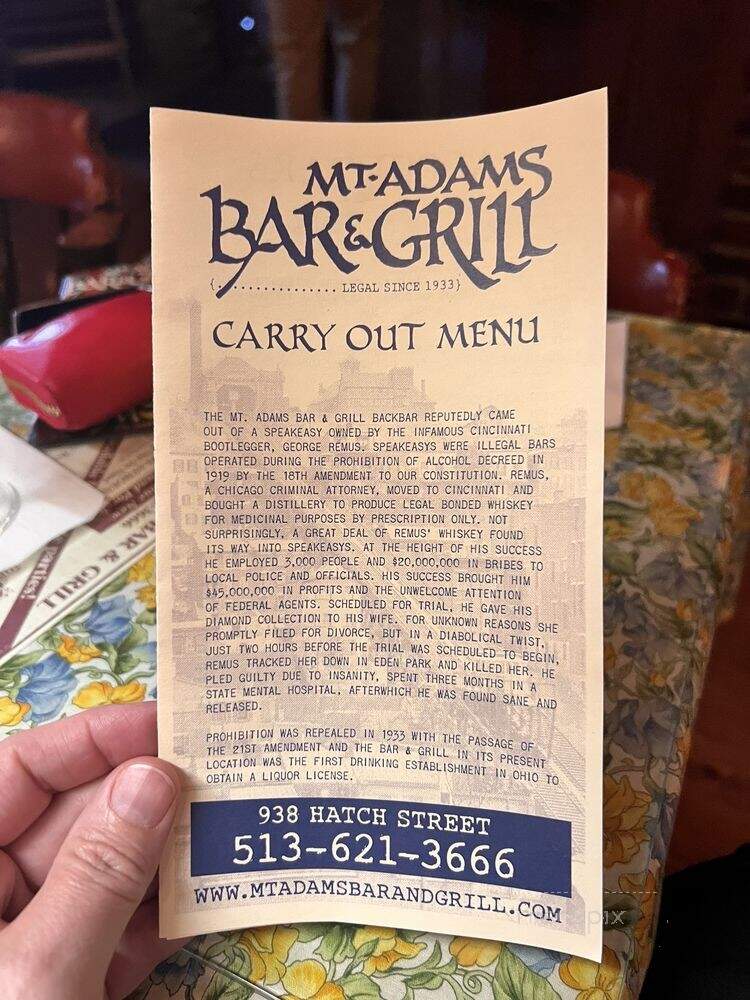 MT. ADAMS
BAR & GRILL
{................ LEGAL SINCE 1933}
CARRY OUT MENU
THE MT. ADAMS BAR & GRILL BACKBAR REPUTEDLY CAME
OUT OF A SPEAKEASY OWNED BY THE INFAMOUS CINCINNATI
BOOTLEGGER, GEORGE REMUS. SPEAKEASYS WERE ILLEGAL BARS
OPERATED DURING THE PROHIBITION OF ALCOHOL DECREED IN
1919 BY THE 18TH AMENDMENT TO OUR CONSTITUTION. REMUS,
A CHICAGO CRIMINAL ATTORNEY, MOVED TO CINCINNATI AND
BOUGHT A DISTILLERY TO PRODUCE LEGAL BONDED WHISKEY
FOR MEDICINAL PURPOSES BY PRESCRIPTION ONLY. NOT
SURPRISINGLY, A GREAT DEAL OF REMUS' WHISKEY FOUND
ITS WAY INTO SPEAKEASYS. AT THE HEIGHT OF HIS SUCCESS
HE EMPLOYED 3,000 PEOPLE AND $20,000,000 IN BRIBES TO
LOCAL POLICE AND OFFICIALS. HIS SUCCESS BROUGHT HIM
$45,000,000 IN PROFITS AND THE UNWELCOME ATTENTION
OF FEDERAL AGENTS. SCHEDULED FOR TRIAL, HE GAVE HIS
DIAMOND COLLECTION TO HIS WIFE. FOR UNKNOWN REASONS SHE
PROMPTLY FILED FOR DIVORCE, BUT IN A DIABOLICAL TWIST,
JUST TWO HOURS BEFORE THE TRIAL WAS SCHEDULED TO BEGIN,
REMUS TRACKED HER DOWN IN EDEN PARK AND KILLED HER. HE
PLED GUILTY DUE TO INSANITY, SPENT THREE MONTHS IN A
STATE MENTAL HOSPITAL, AFTERWHICH HE WAS FOUND SANE AND
RELEASED.
PROHIBITION WAS REPEALED IN 1933 WITH THE PASSAGE OF
THE 21ST AMENDMENT AND THE BAR & GRILL IN ITS PRESENT
LOCATION WAS THE FIRST DRINKING ESTABLISHMENT IN OHIO TO
OBTAIN A LIQUOR LICENSE.
938 HATCH STREET
513-621-3666
WWW.MTADAMSBARANDGRILL.COM
BAR & GRILL
Parties!